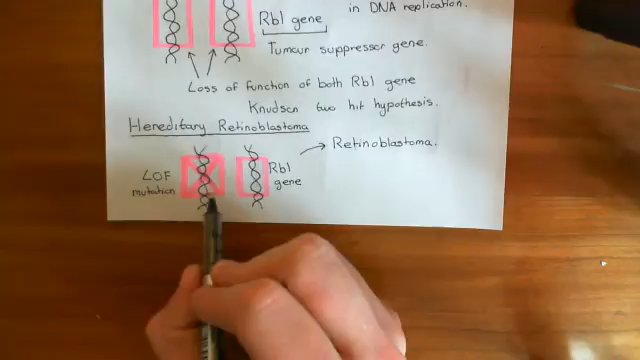 in DNA replication.
Rb1 gene
Tumour suppressor gene.
Loss of function of both Rb1 gene
Knudson two hit hypothesis.
Hereditary Retinoblastoma
Retinoblastoma.
LOF
mutation
Rb1
gene